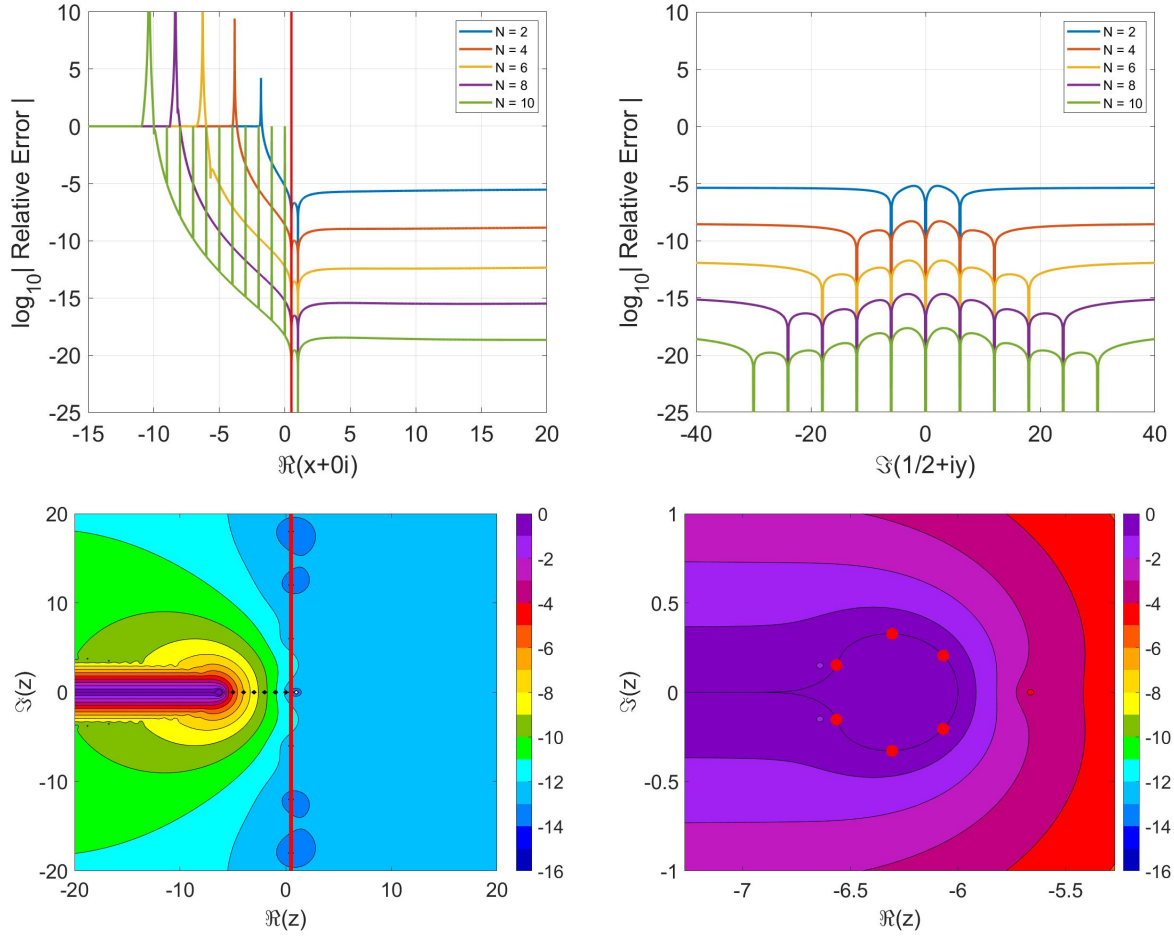 10
5
0
-5
-10
-15
-20
-25
log10| Relative Error |
-15 -10 -5 0 5 10 15 20
ℜ(x+0i)
N = 2
N = 4
N = 6
N = 8
N = 10
10
5
0
-5
-10
-15
-20
-25
log10| Relative Error |
-40 -20 0 20 40
ℑ(1/2+iy)
N = 2
N = 4
N = 6
N = 8
N = 10
20
10
0
-10
-20
ℑ(z)
-20 -10 0 10 20
ℜ(z)
0
-2
-4
-6
-8
-10
-12
-14
-16
1
0.5
0
-0.5
-1
ℑ(z)
-7 -6.5 -6 -5.5
ℜ(z)
0
-2
-4
-6
-8
-10
-12
-14
-16